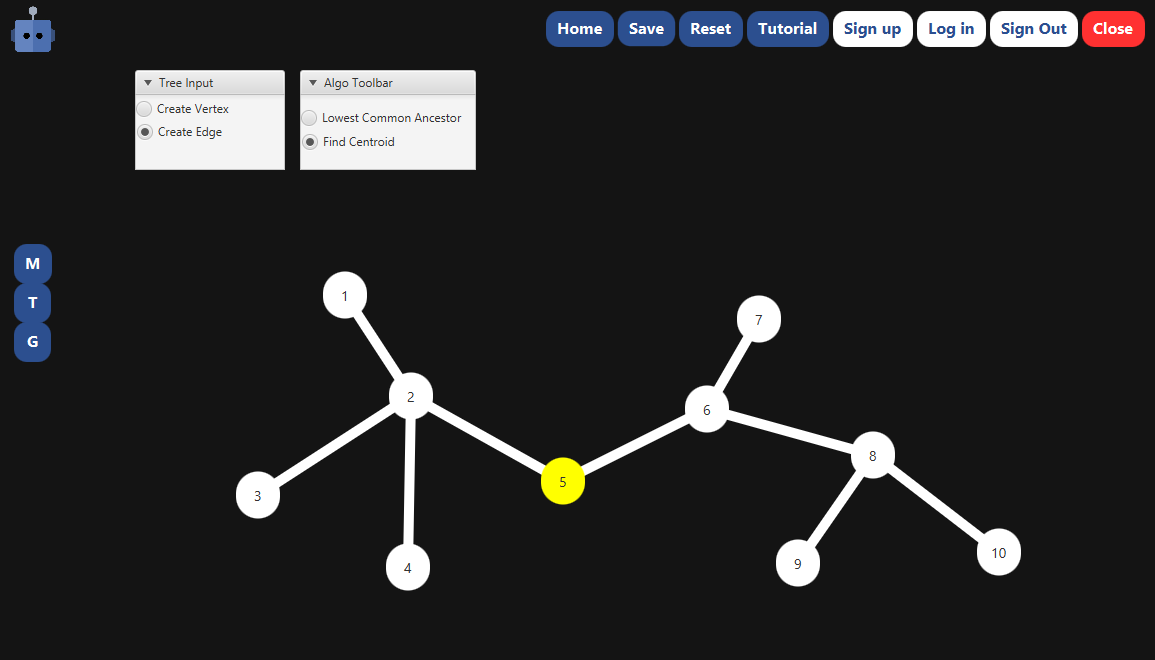 Home Save Reset Tutorial Sign up Log in Sign Out Close
Tree Input
Create Vertex
Create Edge
Algo Toolbar
Lowest Common Ancestor
Find Centroid
M
T
G
1
7
2
6
8
5
3
10
9
4